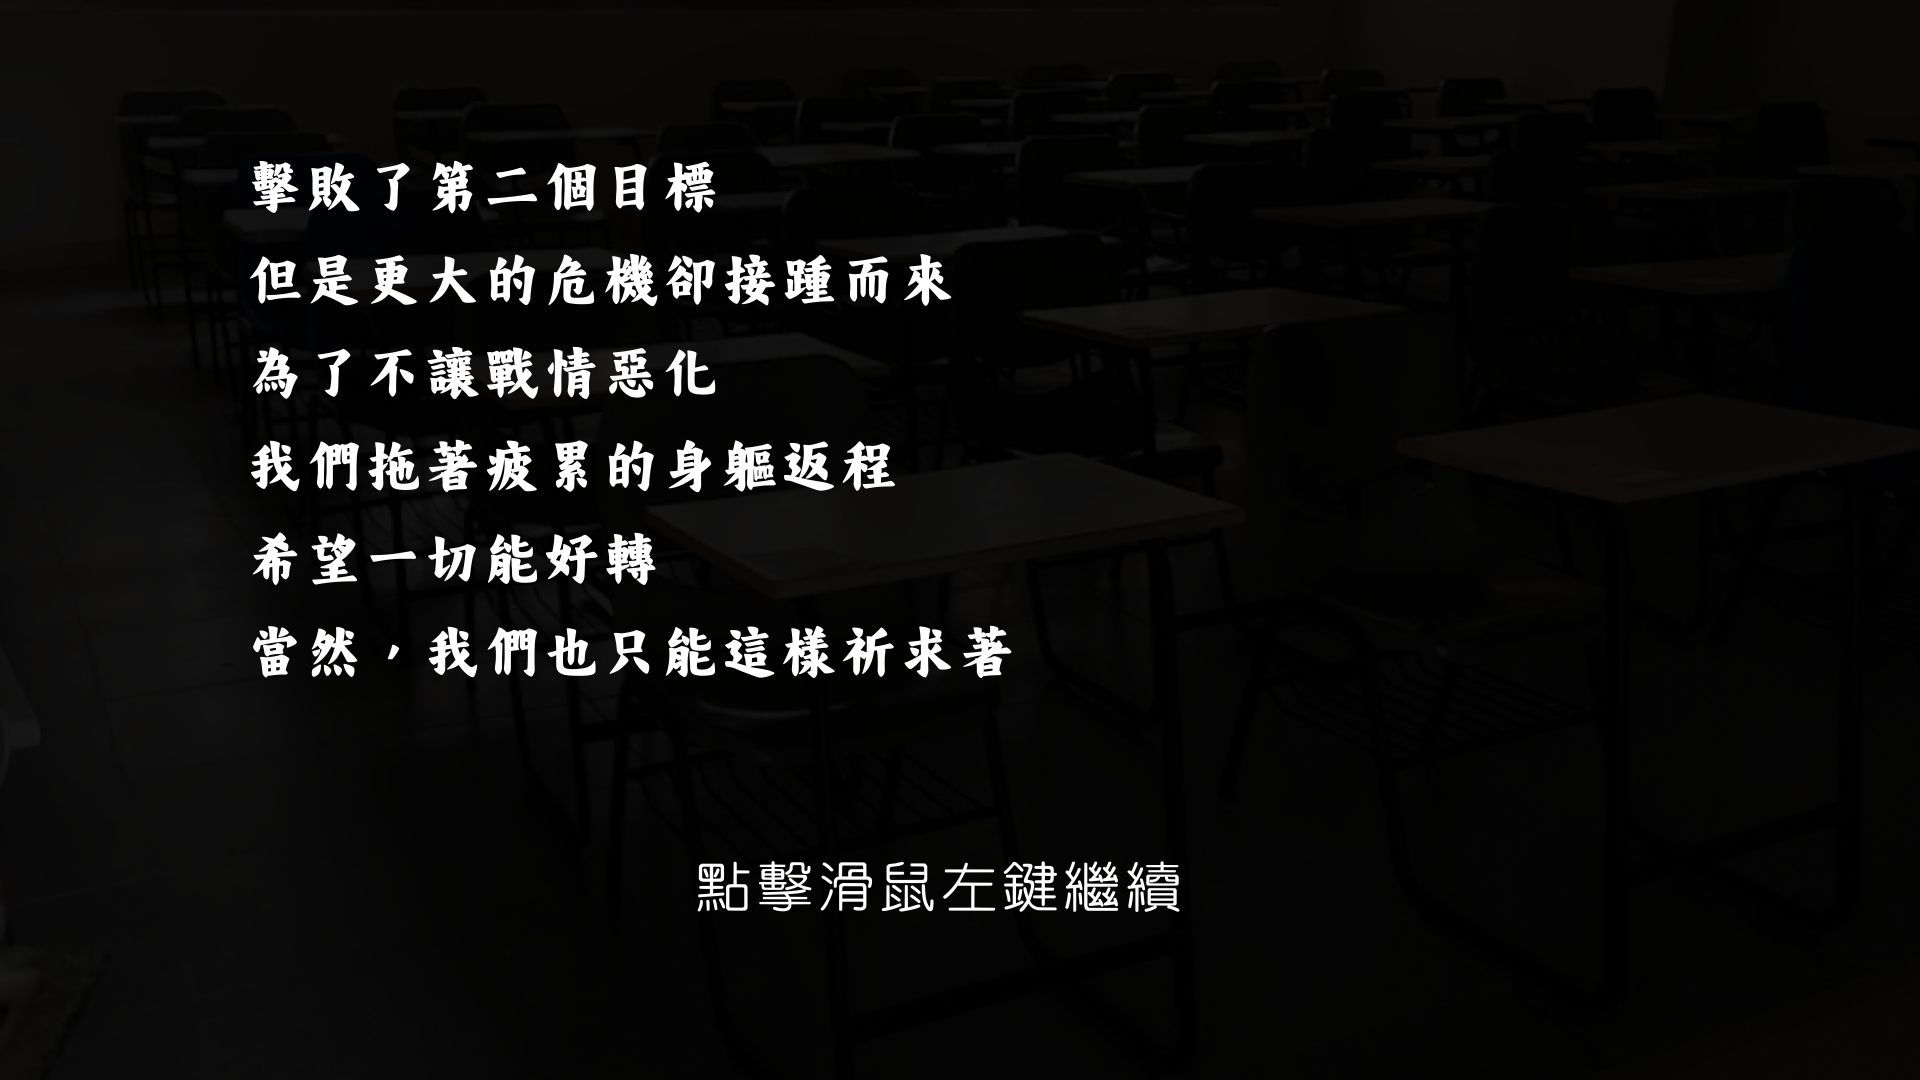 擊敗了第二個目標
但是更大的危機卻接踵而來
為了不讓戰情惡化
我們拖著疲累的身軀返程
希望一切能好轉
當然，我們也只能這樣祈求著
點擊滑鼠左鍵繼續